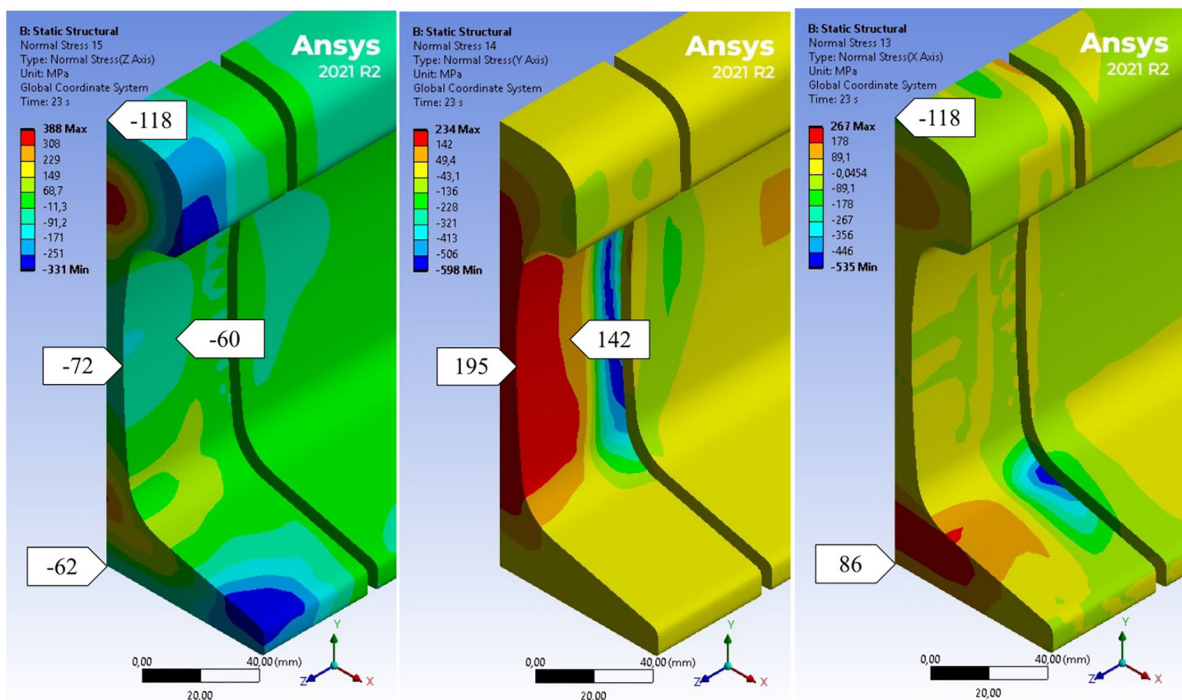 B: Static Structural
Normal Stress 15
Type: Normal Stress(Z Axis)
Unit: MPa
Global Coordinate System
Time: 23 s
388 Max
308
229
149
68,7
-11,3
-91,2
-171
-251
-331 Min
Ansys
2021 R2
-118
-60
-72
-62
0,00
40,00 (mm)
20,00
Y
Z
X
B: Static Structural
Normal Stress 14
Type: Normal Stress(Y Axis)
Unit: MPa
Global Coordinate System
Time: 23 s
234 Max
142
49,4
-43,1
-136
-228
-321
-413
-506
-598 Min
Ansys
2021 R2
142
195
0,00
40,00 (mm)
20,00
Y
Z
X
B: Static Structural
Normal Stress 13
Type: Normal Stress(X Axis)
Unit: MPa
Global Coordinate System
Time: 23 s
267 Max
178
89,1
-0,0454
-89,1
-178
-267
-356
-446
-535 Min
Ansys
2021 R2
-118
86
0,00
40,00 (mm)
20,00
Y
Z
X